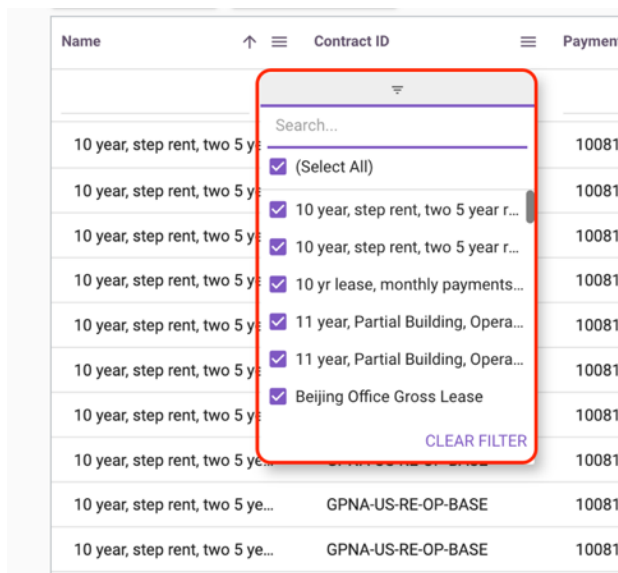 Name Contract ID Payment
Search...
10 year, step rent, two 5 y 10081
(Select All)
10 year, step rent, two 5 y 10081
10 year, step rent, two 5 year r...
10 year, step rent, two 5 y 10081
10 year, step rent, two 5 year r...
10 year, step rent, two 5 y 10081
10 yr lease, monthly payments...
10 year, step rent, two 5 y 10081
11 year, Partial Building, Opera...
11 year, Partial Building, Opera...
10 year, step rent, two 5 y 10081
Beijing Office Gross Lease
10 year, step rent, two 5 y 10081
CLEAR FILTER
10 year, step rent, two 5 ye... 10081
10 year, step rent, two 5 ye... GPNA-US-RE-OP-BASE 10081
10 year, step rent, two 5 ye... GPNA-US-RE-OP-BASE 10081